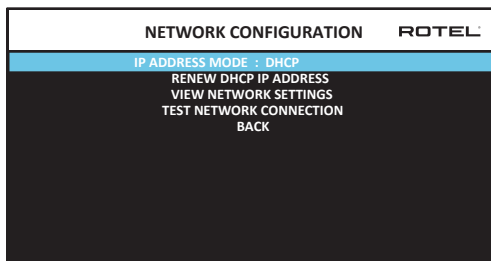 NETWORK CONFIGURATION ROTEL
IP ADDRESS MODE : DHCP
RENEW DHCP IP ADDRESS
VIEW NETWORK SETTINGS
TEST NETWORK CONNECTION
BACK